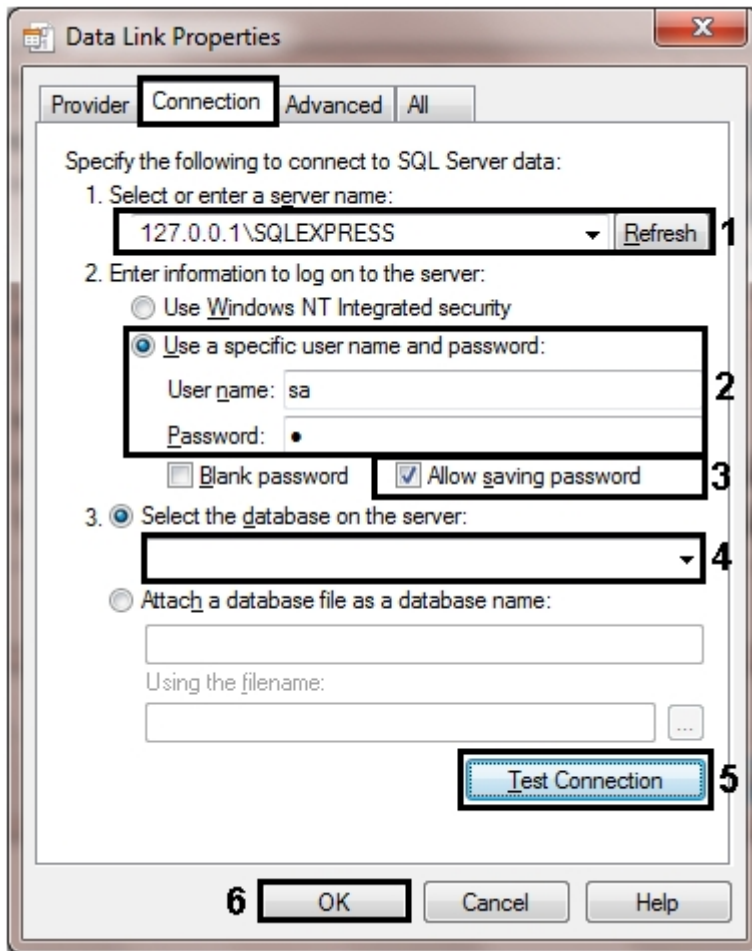 Data Link Properties
Provider Connection Advanced All
Specify the following to connect to SQL Server data:
1. Select or enter a server name:
127.0.0.1\SQLEXPRESS Refresh 1
2. Enter information to log on to the server:
Use Windows NT Integrated security
Use a specific user name and password:
User name: sa 2
Password: •
Blank password Allow saving password 3
3. Select the database on the server:
4
Attach a database file as a database name:
Using the filename:
...
Test Connection 5
6 OK Cancel Help